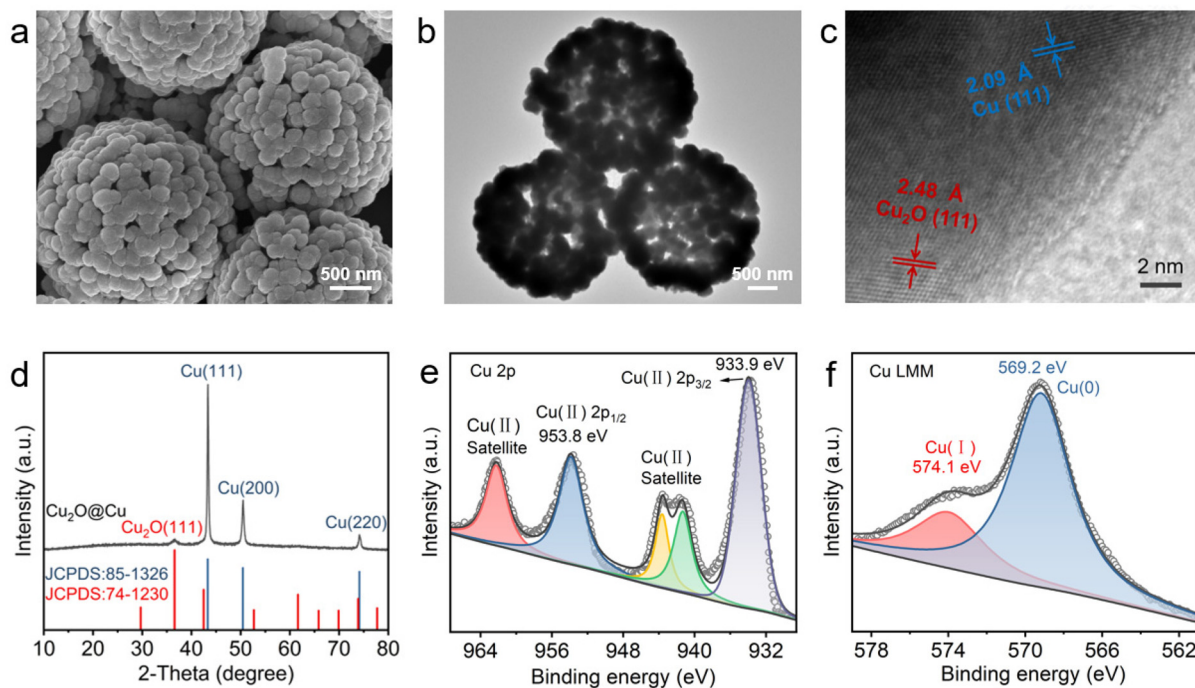 a
500 nm
b
500 nm
c
2.09 Å
Cu (111)
2.48 Å
Cu₂O (111)
2 nm
d
Cu(111)
Cu(200)
Cu₂O@Cu
Cu₂O(111)
Cu(220)
JCPDS:85-1326
JCPDS:74-1230
Intensity (a.u.)
10 20 30 40 50 60 70 80
2-Theta (degree)
e
Cu 2p
933.9 eV
Cu(Ⅱ) 2p₃/₂
Cu(Ⅱ) 2p₁/₂
953.8 eV
Cu(Ⅱ)
Satellite
Cu(Ⅱ)
Satellite
Intensity (a.u.)
964 956 948 940 932
Binding energy (eV)
f
Cu LMM
569.2 eV
Cu(0)
Cu(Ⅰ)
574.1 eV
Intensity (a.u.)
578 574 570 566 562
Binding energy (eV)